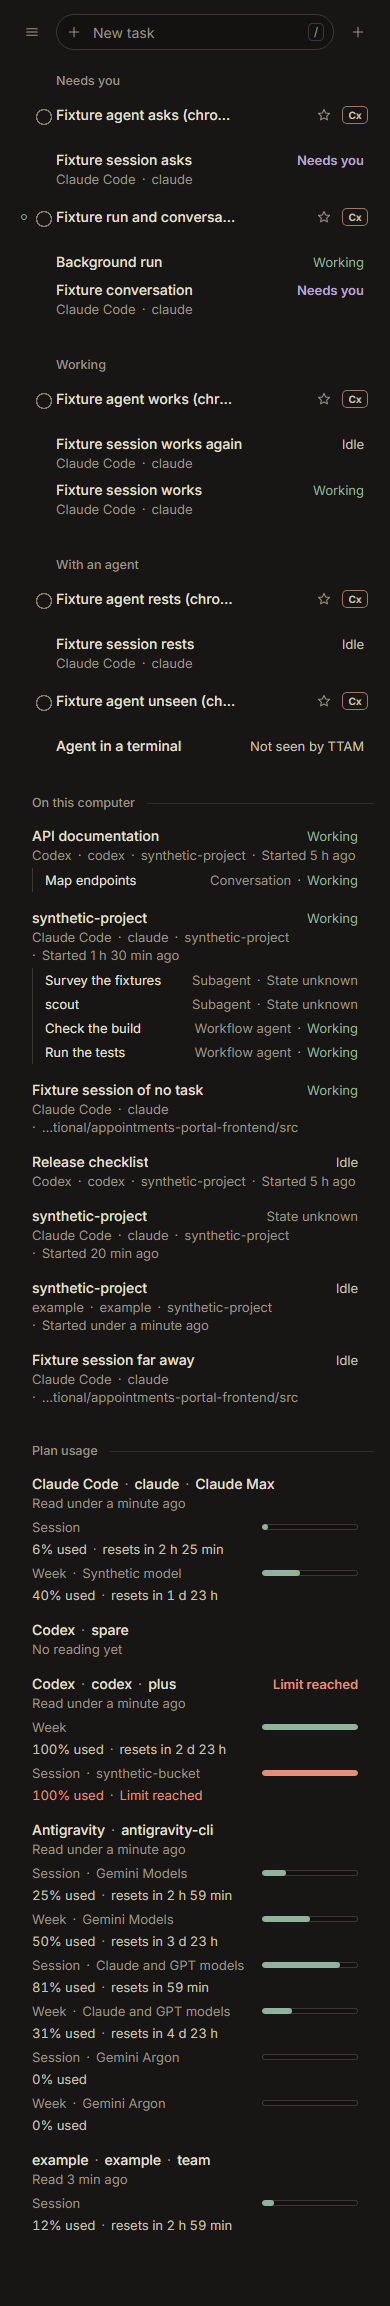 New task /
Needs you
Fixture agent asks (chro... Cx
Fixture session asks Needs you
Claude Code · claude
Fixture run and conversa... Cx
Background run Working
Fixture conversation Needs you
Claude Code · claude
Working
Fixture agent works (chr... Cx
Fixture session works again Idle
Claude Code · claude
Fixture session works Working
Claude Code · claude
With an agent
Fixture agent rests (chro... Cx
Fixture session rests Idle
Claude Code · claude
Fixture agent unseen (ch... Cx
Agent in a terminal Not seen by TTAM
On this computer
API documentation Working
Codex · codex · synthetic-project · Started 5 h ago
Map endpoints Conversation · Working
synthetic-project Working
Claude Code · claude · synthetic-project
· Started 1 h 30 min ago
Survey the fixtures Subagent · State unknown
scout Subagent · State unknown
Check the build Workflow agent · Working
Run the tests Workflow agent · Working
Fixture session of no task Working
Claude Code · claude
· ...tional/appointments-portal-frontend/src
Release checklist Idle
Codex · codex · synthetic-project · Started 5 h ago
synthetic-project State unknown
Claude Code · claude · synthetic-project
· Started 20 min ago
synthetic-project Idle
example · example · synthetic-project
· Started under a minute ago
Fixture session far away Idle
Claude Code · claude
· ...tional/appointments-portal-frontend/src
Plan usage
Claude Code · claude · Claude Max
Read under a minute ago
Session
6% used · resets in 2 h 25 min
Week · Synthetic model
40% used · resets in 1 d 23 h
Codex · spare
No reading yet
Codex · codex · plus Limit reached
Read under a minute ago
Week
100% used · resets in 2 d 23 h
Session · synthetic-bucket
100% used · Limit reached
Antigravity · antigravity-cli
Read under a minute ago
Session · Gemini Models
25% used · resets in 2 h 59 min
Week · Gemini Models
50% used · resets in 3 d 23 h
Session · Claude and GPT models
81% used · resets in 59 min
Week · Claude and GPT models
31% used · resets in 4 d 23 h
Session · Gemini Argon
0% used
Week · Gemini Argon
0% used
example · example · team
Read 3 min ago
Session
12% used · resets in 2 h 59 min